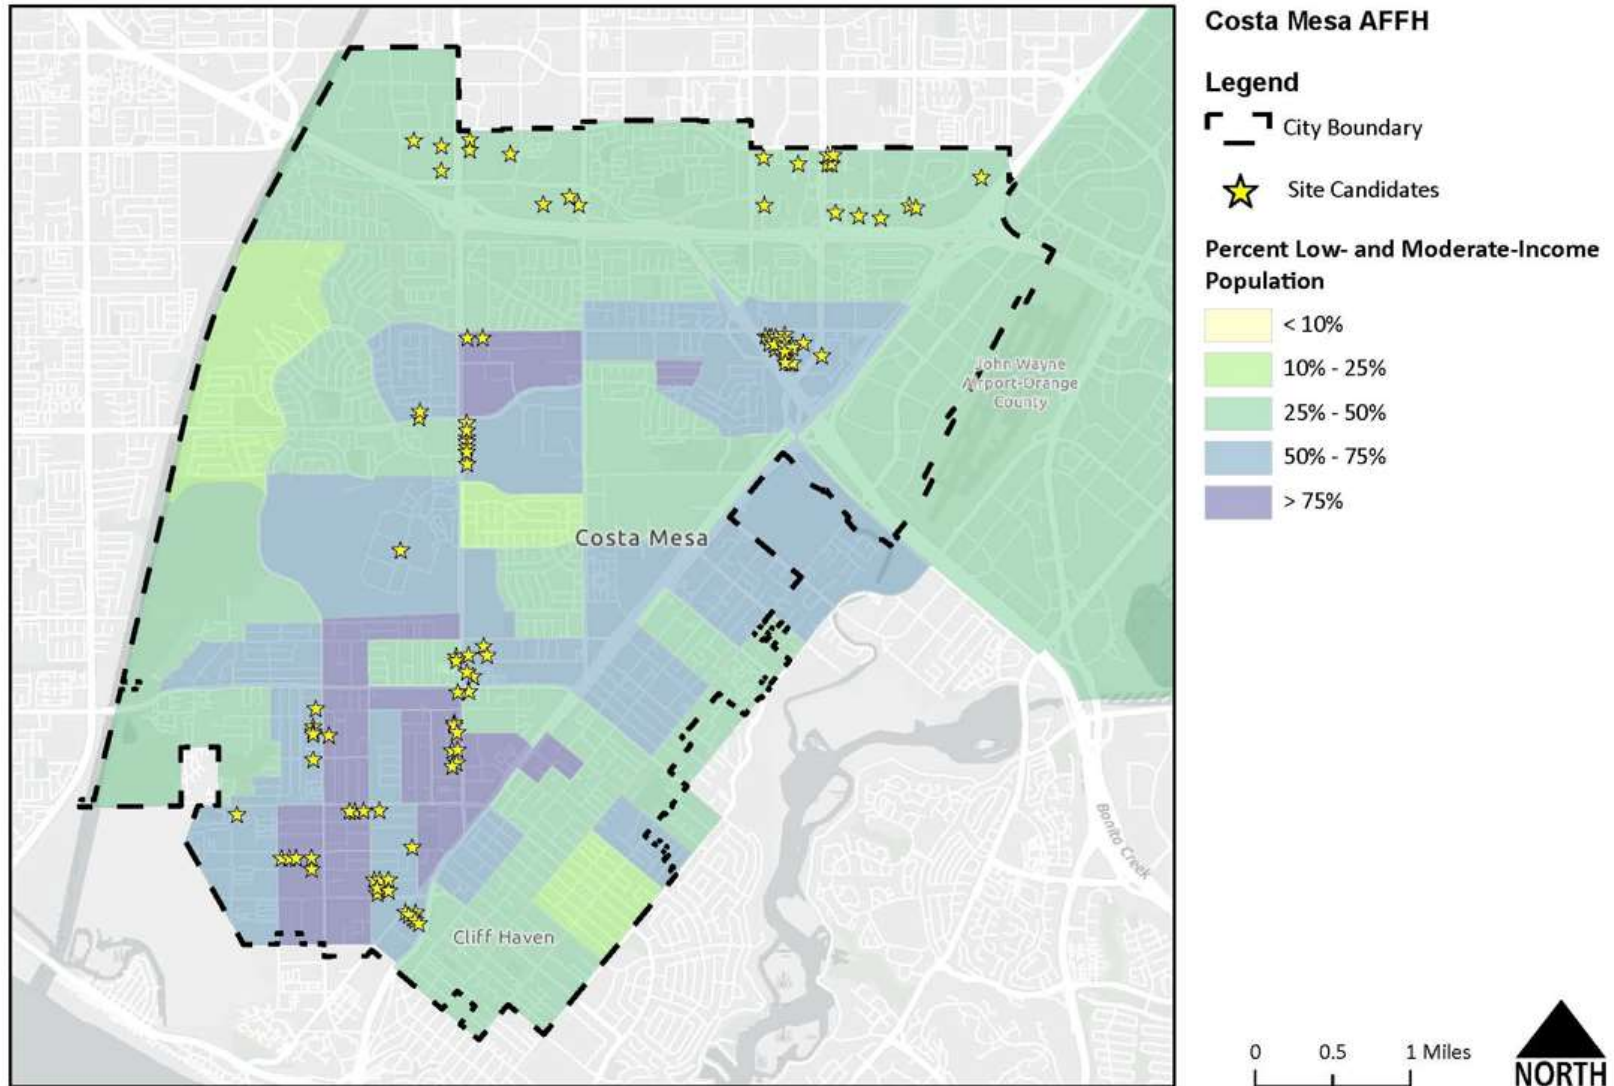 Costa Mesa AFFH
Legend
City Boundary
Site Candidates
Percent Low- and Moderate-Income
Population
< 10%
10% - 25%
25% - 50%
50% - 75%
> 75%
John Wayne
Airport-Orange
County
Costa Mesa
Bonito Creek
Cliff Haven
0 0.5 1 Miles
NORTH